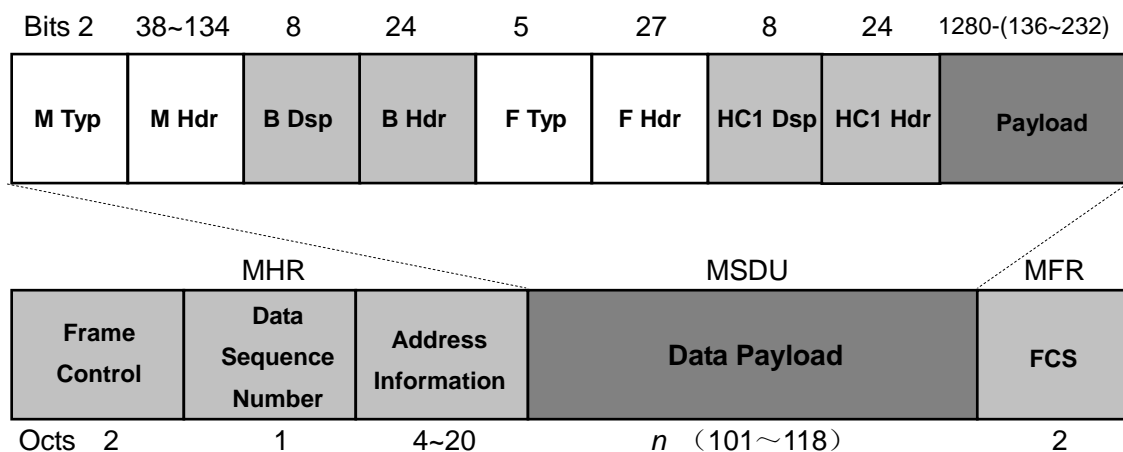 Bits 2 38~134 8 24 5 27 8 24 1280-(136~232)
M Typ M Hdr B Dsp B Hdr F Typ F Hdr HC1 Dsp HC1 Hdr Payload
MHR MSDU MFR
Frame
Control
Data
Sequence
Number
Address
Information
Data Payload
FCS
Octs 2 1 4~20 n （101～118） 2